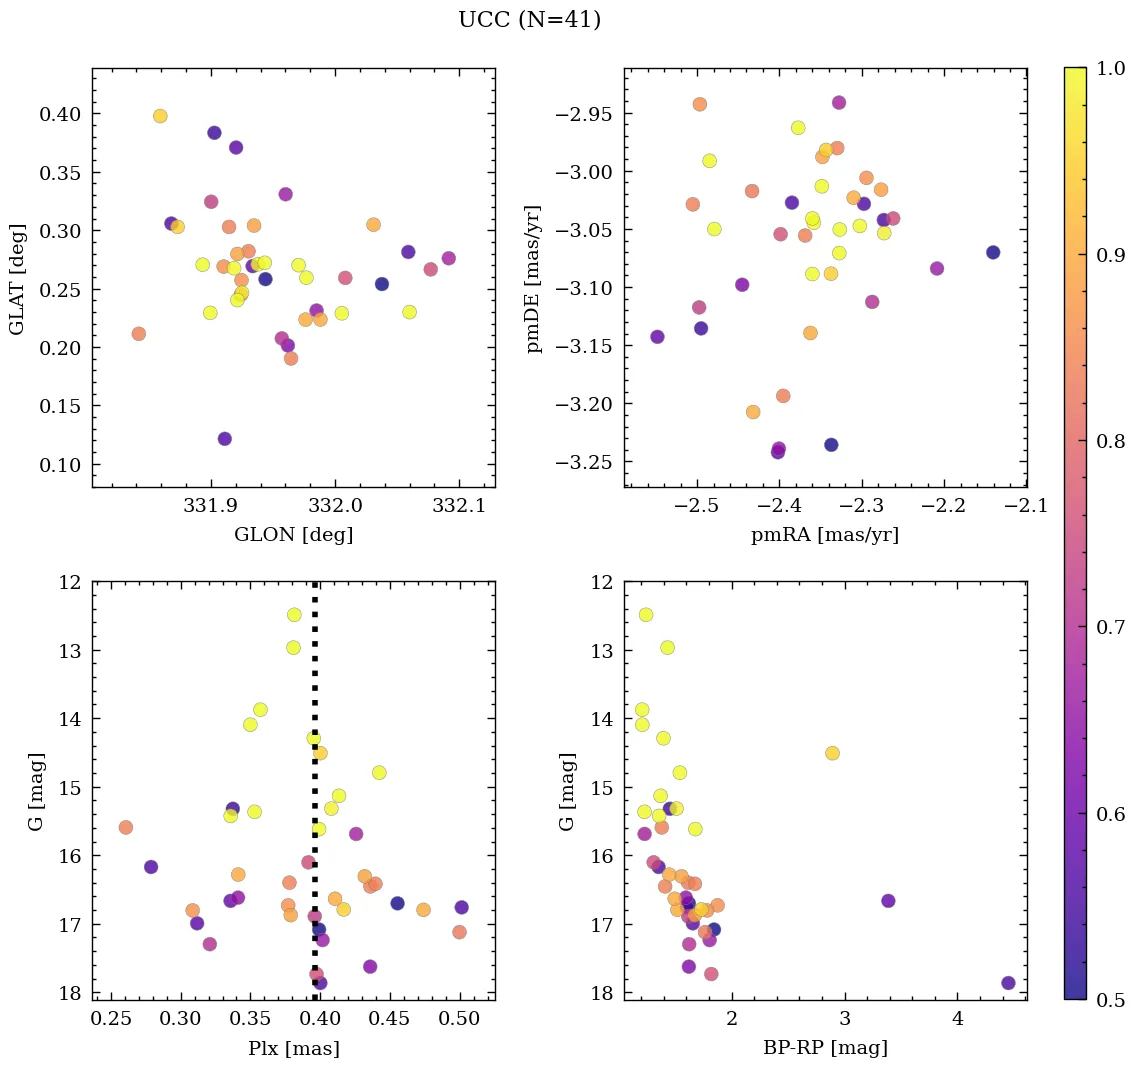 UCC (N=41)
0.40
0.35
0.30
0.25
0.20
0.15
0.10
GLAT [deg]
331.9 332.0 332.1
GLON [deg]
−2.95
−3.00
−3.05
−3.10
−3.15
−3.20
−3.25
pmDE [mas/yr]
−2.5 −2.4 −2.3 −2.2 −2.1
pmRA [mas/yr]
12
13
14
15
16
17
18
G [mag]
0.25 0.30 0.35 0.40 0.45 0.50
Plx [mas]
12
13
14
15
16
17
18
G [mag]
2 3 4
BP-RP [mag]
1.0
0.9
0.8
0.7
0.6
0.5